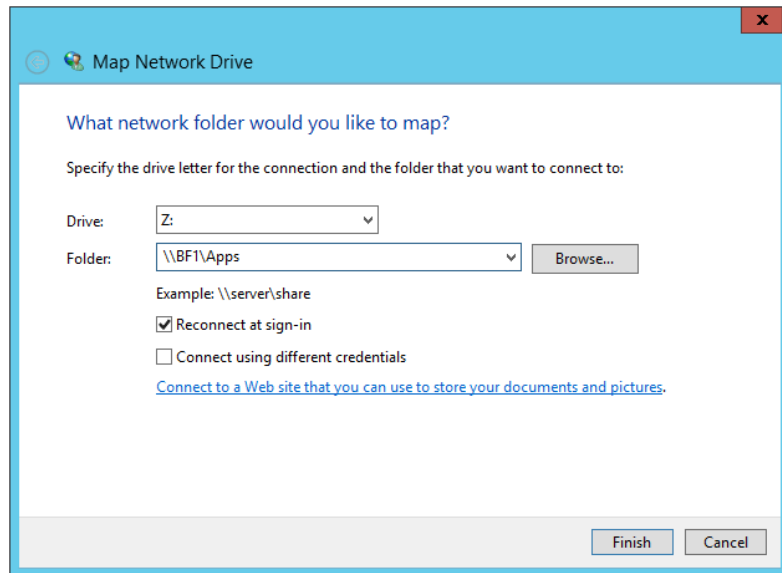 x
Map Network Drive
What network folder would you like to map?
Specify the drive letter for the connection and the folder that you want to connect to:
Drive: Z:
Folder: \\BF1\Apps Browse...
Example: \\server\share
Reconnect at sign-in
Connect using different credentials
Connect to a Web site that you can use to store your documents and pictures.
Finish Cancel